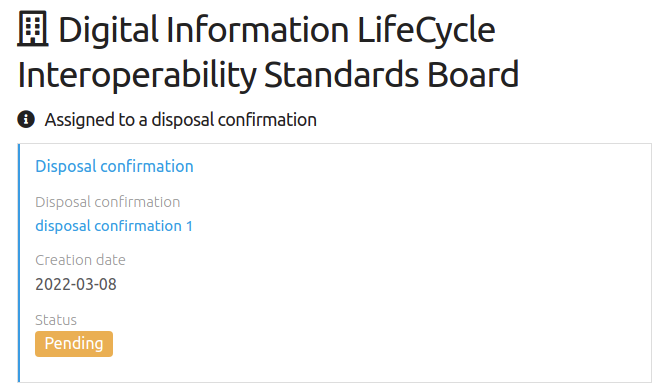 Digital Information LifeCycle
Interoperability Standards Board
Assigned to a disposal confirmation
Disposal confirmation
Disposal confirmation
disposal confirmation 1
Creation date
2022-03-08
Status
Pending